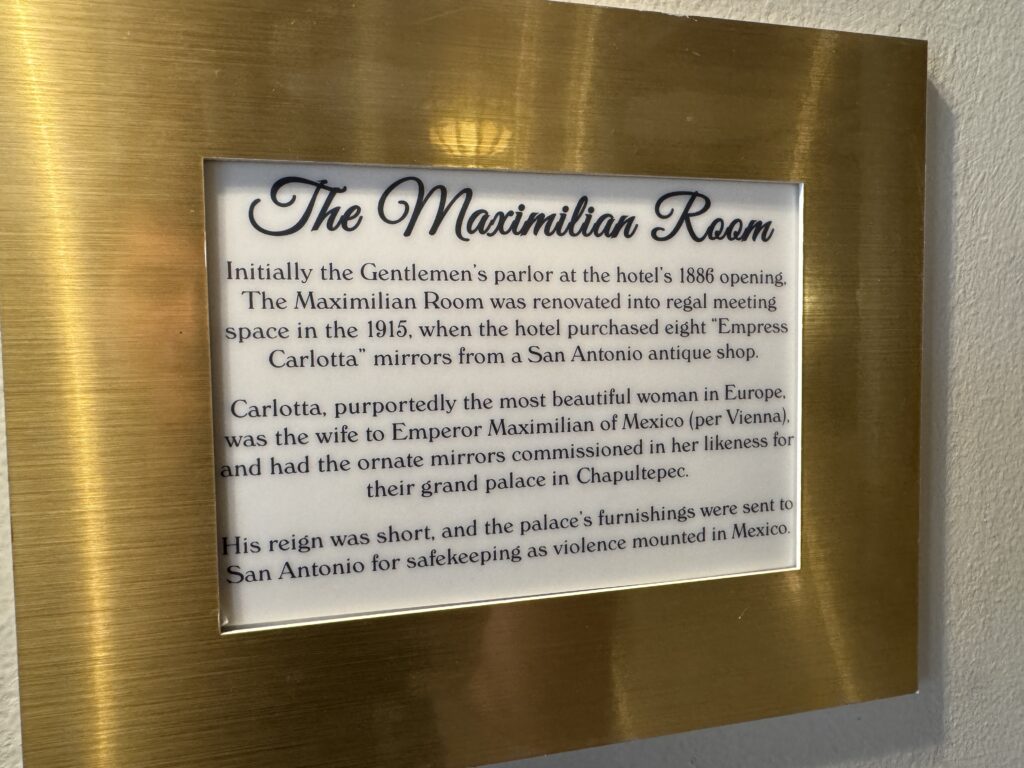 The Maximilian Room
Initially the Gentlemen's parlor at the hotel's 1886 opening,
The Maximilian Room was renovated into regal meeting
space in the 1915, when the hotel purchased eight "Empress
Carlotta" mirrors from a San Antonio antique shop.
Carlotta, purportedly the most beautiful woman in Europe,
was the wife to Emperor Maximilian of Mexico (per Vienna),
and had the ornate mirrors commissioned in her likeness for
their grand palace in Chapultepec.
His reign was short, and the palace's furnishings were sent to
San Antonio for safekeeping as violence mounted in Mexico.